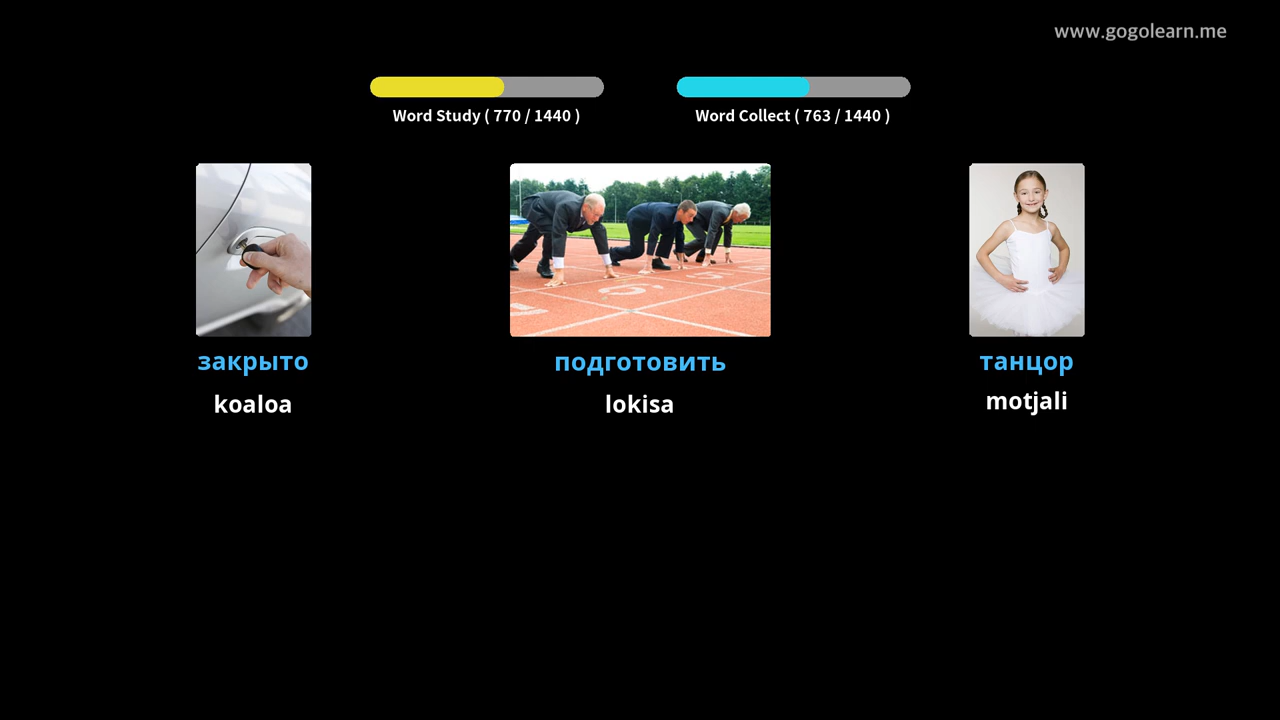 www.gogolearn.me
Word Study ( 770 / 1440 )
Word Collect ( 763 / 1440 )
закрыто
подготовить
танцор
koaloa
lokisa
motjali